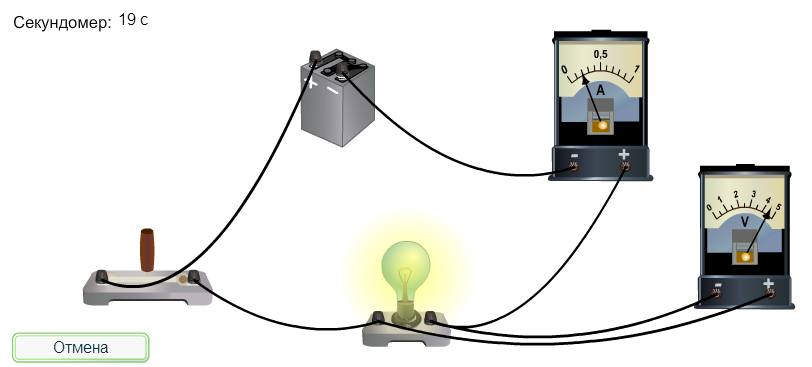 Секундомер: 19 с
+ -
0 0,5 1
A
- +
0 1 2 3 4 5
V
- +
Отмена